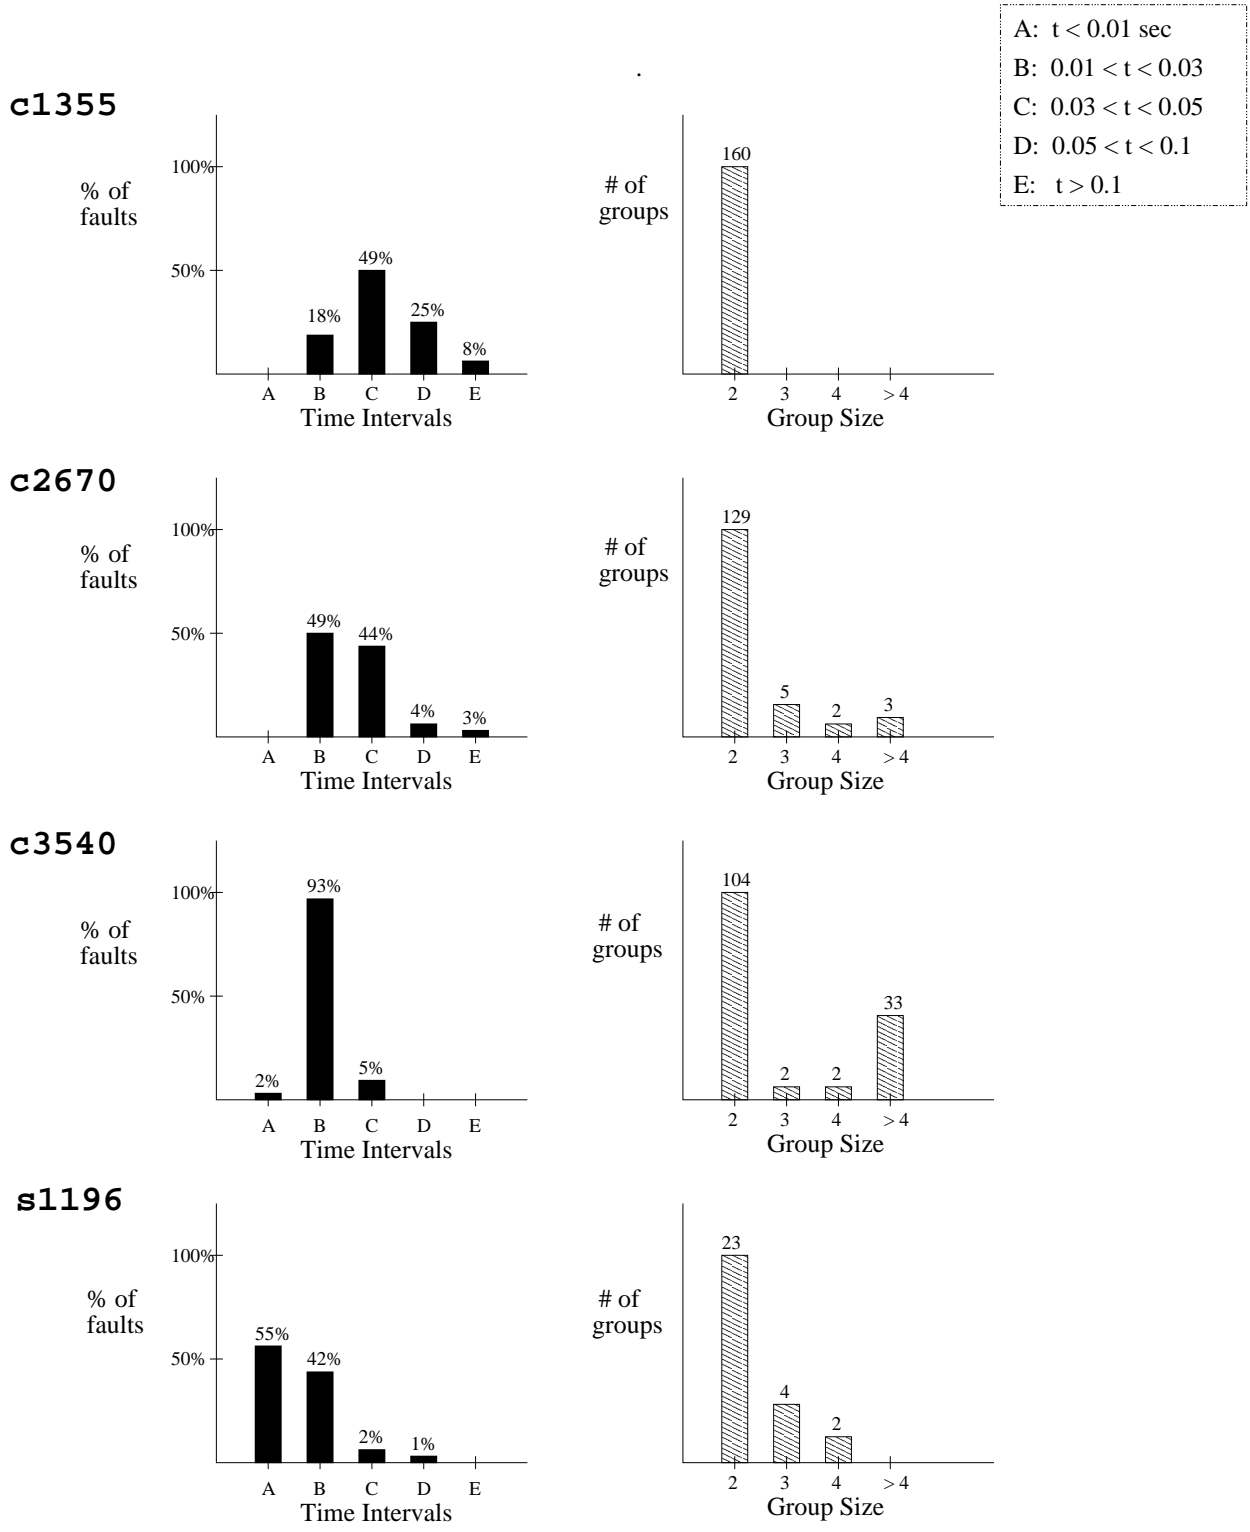 A: t < 0.01 sec
B: 0.01 < t < 0.03
C: 0.03 < t < 0.05
D: 0.05 < t < 0.1
E: t > 0.1
.
c1355
% of
faults
100%
50%
18%
49%
25%
8%
A B C D E
Time Intervals
# of
groups
160
2 3 4 > 4
Group Size
c2670
% of
faults
100%
50%
49%
44%
4%
3%
A B C D E
Time Intervals
# of
groups
129
5
2
3
2 3 4 > 4
Group Size
c3540
% of
faults
100%
50%
2%
93%
5%
A B C D E
Time Intervals
# of
groups
104
2
2
33
2 3 4 > 4
Group Size
s1196
% of
faults
100%
50%
55%
42%
2%
1%
A B C D E
Time Intervals
# of
groups
23
4
2
2 3 4 > 4
Group Size